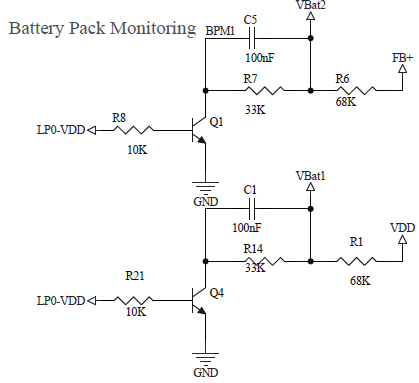 Battery Pack Monitoring
VBat2
C5
BPM1
100nF
FB+
R7
R6
33K
68K
R8
Q1
LP0-VDD
10K
GND
VBat1
C1
100nF
VDD
R14
R1
33K
68K
R21
Q4
LP0-VDD
10K
GND